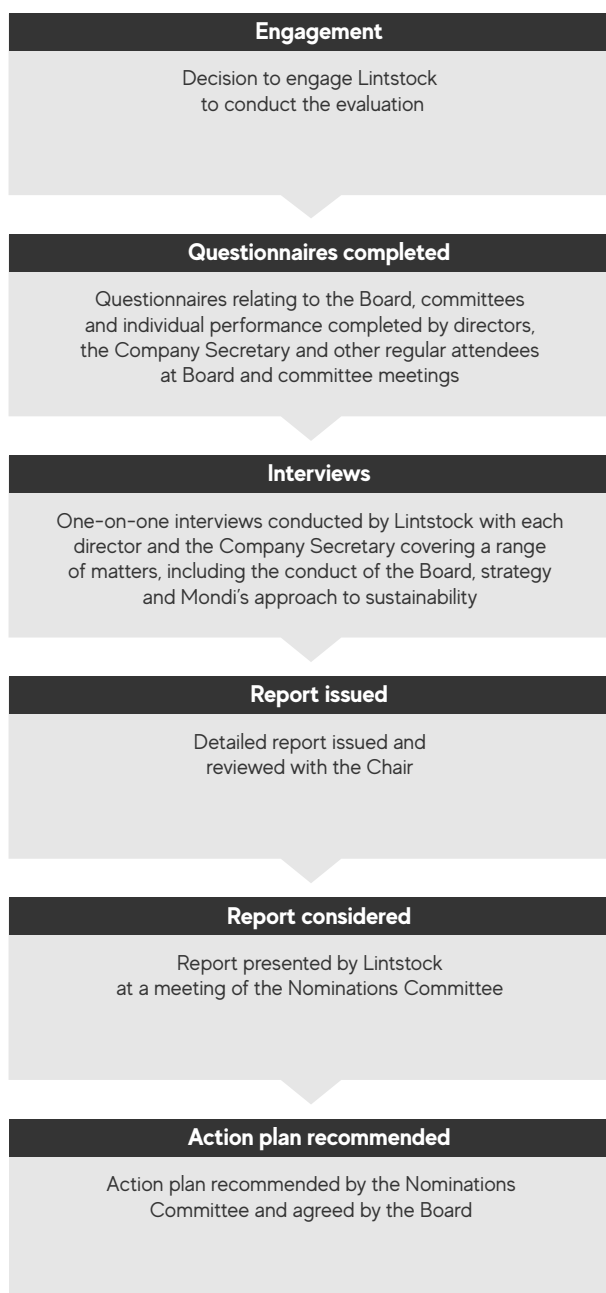 Engagement
Decision to engage Lintstock
to conduct the evaluation
Questionnaires completed
Questionnaires relating to the Board, committees
and individual performance completed by directors,
the Company Secretary and other regular attendees
at Board and committee meetings
Interviews
One-on-one interviews conducted by Lintstock with each
director and the Company Secretary covering a range
of matters, including the conduct of the Board, strategy
and Mondi’s approach to sustainability
Report issued
Detailed report issued and
reviewed with the Chair
Report considered
Report presented by Lintstock
at a meeting of the Nominations Committee
Action plan recommended
Action plan recommended by the Nominations
Committee and agreed by the Board